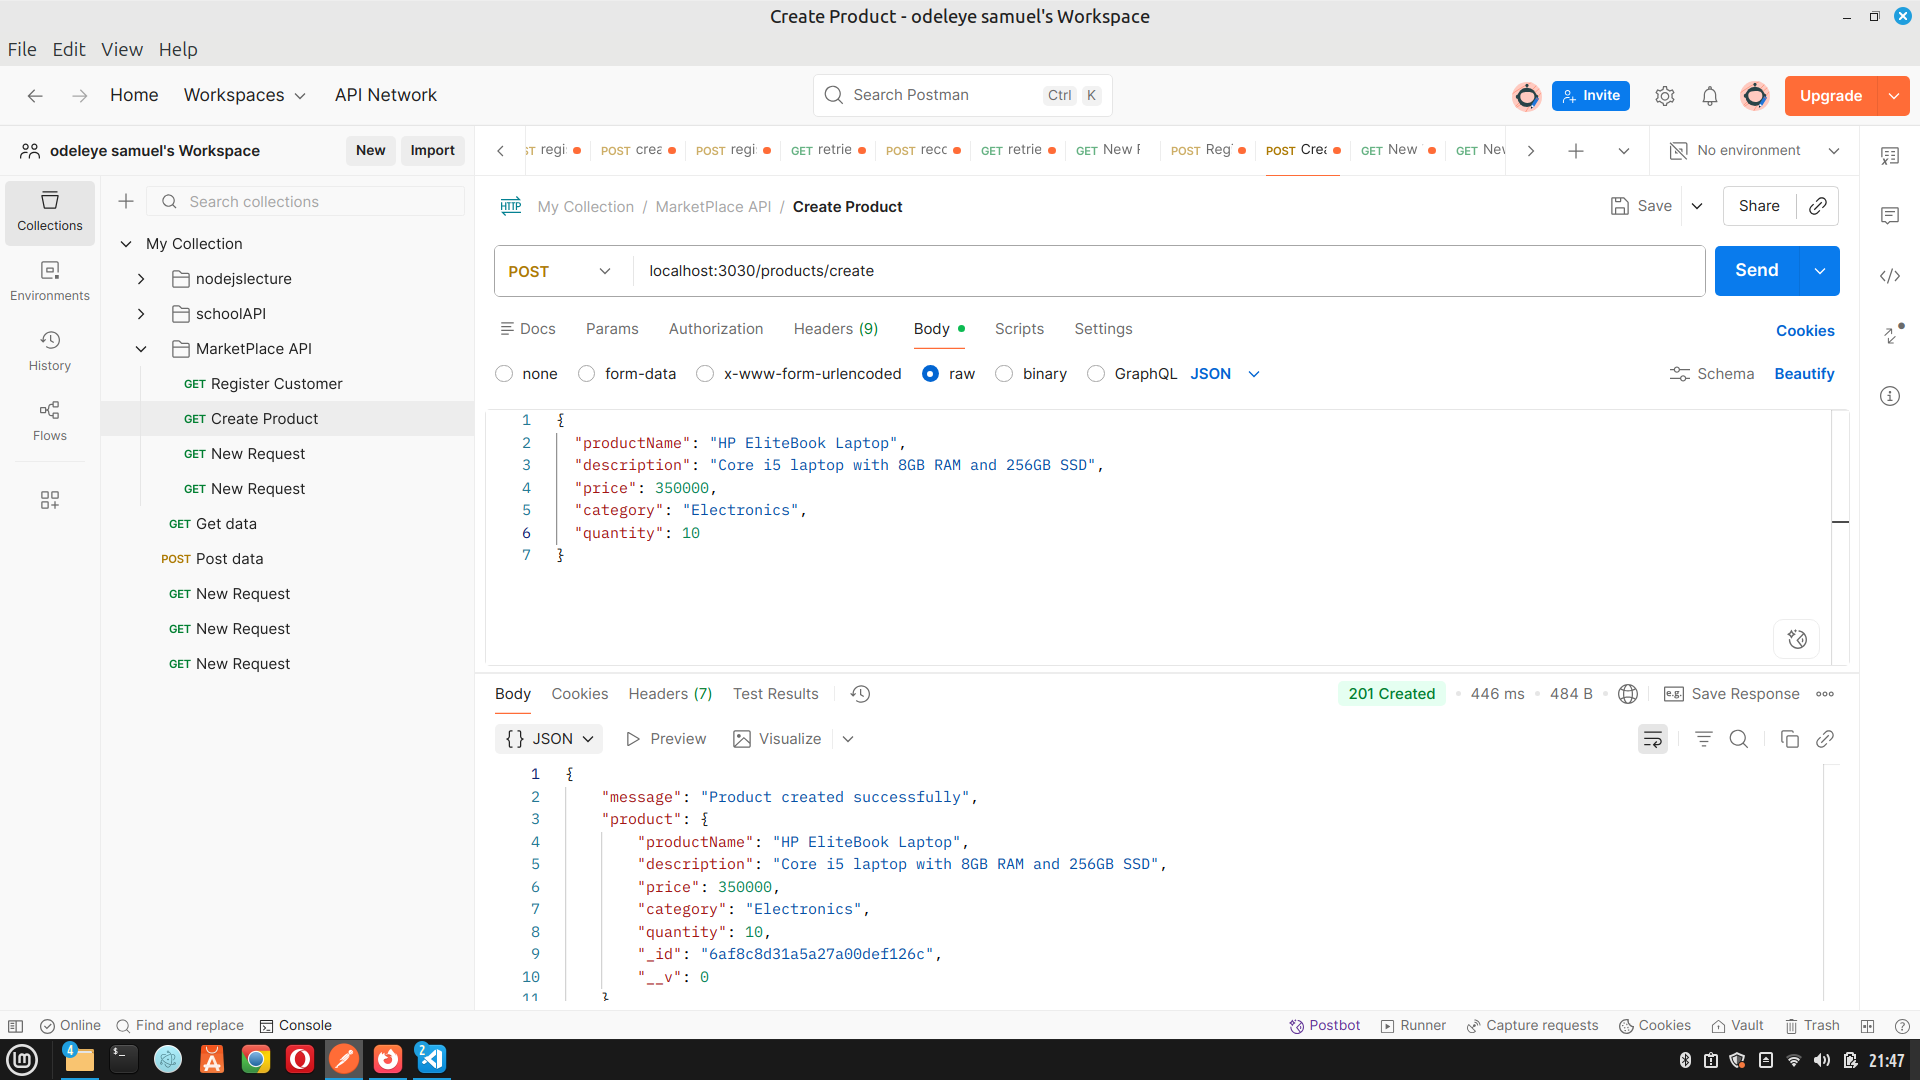 Create Product - odeleye samuel's Workspace
File Edit View Help
Home Workspaces API Network
Search Postman Ctrl K
Invite
Upgrade
odeleye samuel's Workspace
New Import
POST crea
POST regi
GET retrie
POST reco
GET retrie
GET New
POST Reg
POST Crea
GET New
GET New
No environment
Collections
Environments
History
Flows
Search collections
My Collection
nodejslecture
schoolAPI
MarketPlace API
GET Register Customer
GET Create Product
GET New Request
GET New Request
GET Get data
POST Post data
GET New Request
GET New Request
GET New Request
HTTP My Collection / MarketPlace API / Create Product
Save Share
POST localhost:3030/products/create
Send
Docs Params Authorization Headers (9) Body Scripts Settings
Cookies
none form-data x-www-form-urlencoded raw binary GraphQL JSON
Schema Beautify
1 {
2 "productName": "HP EliteBook Laptop",
3 "description": "Core i5 laptop with 8GB RAM and 256GB SSD",
4 "price": 350000,
5 "category": "Electronics",
6 "quantity": 10
7 }
Body Cookies Headers (7) Test Results
201 Created • 446 ms • 484 B • e.g. Save Response
{} JSON Preview Visualize
1 {
2 "message": "Product created successfully",
3 "product": {
4 "productName": "HP EliteBook Laptop",
5 "description": "Core i5 laptop with 8GB RAM and 256GB SSD",
6 "price": 350000,
7 "category": "Electronics",
8 "quantity": 10,
9 "_id": "6af8c8d31a5a27a00def126c",
10 "__v": 0
11 }
Online Find and replace Console
Postbot Runner Capture requests Cookies Vault Trash
4
2
21:47